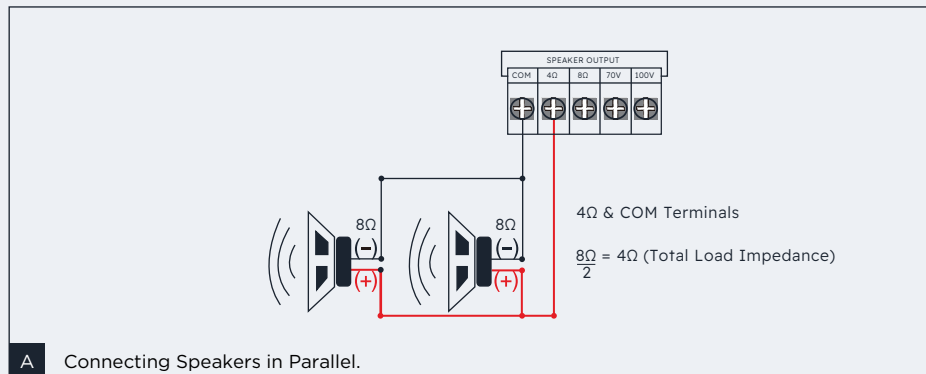 SPEAKER OUTPUT
COM 4Ω 8Ω 70V 100V
8Ω 8Ω
(-) (-)
(+) (+)
4Ω & COM Terminals
8Ω = 4Ω (Total Load Impedance)
2
A Connecting Speakers in Parallel.